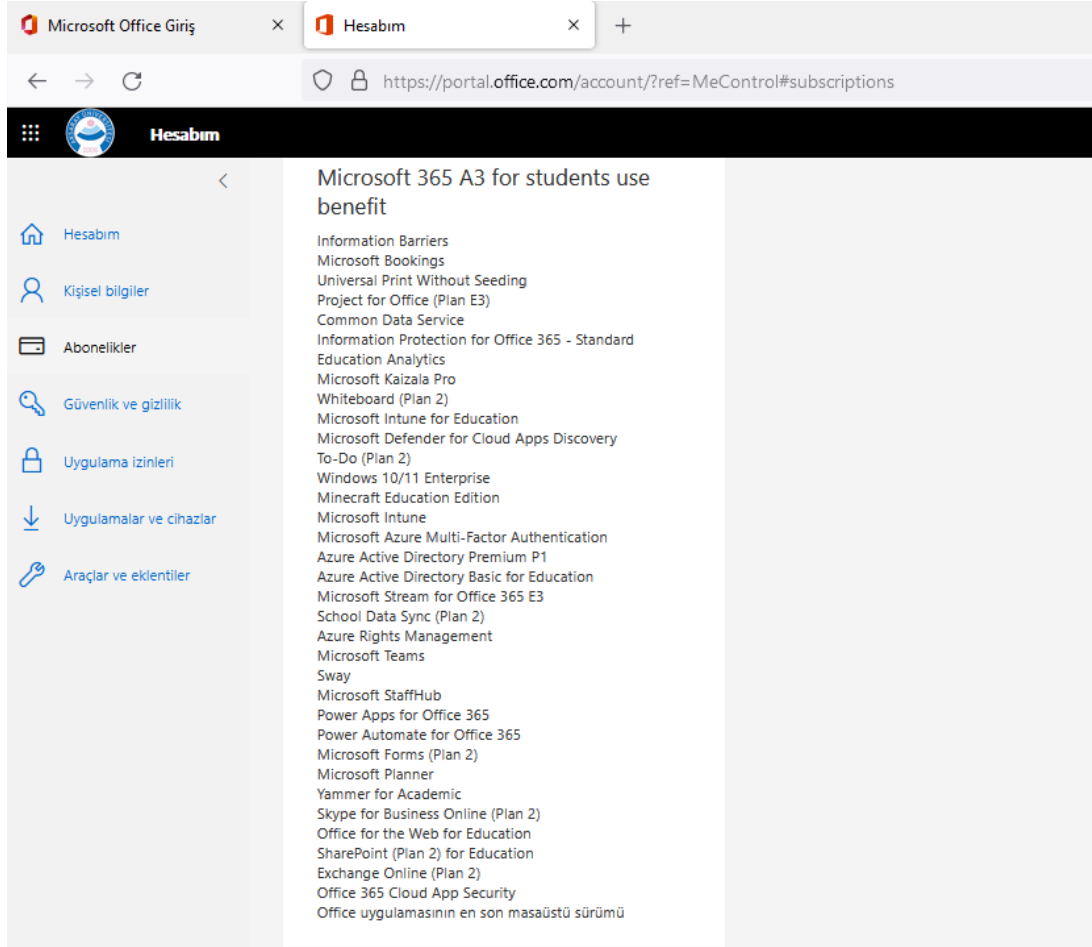 Microsoft Office Giriş
Hesabım
https://portal.office.com/account/?ref=MeControl#subscriptions
Hesabım
Hesabım
Kişisel bilgiler
Abonelikler
Güvenlik ve gizlilik
Uygulama izinleri
Uygulamalar ve cihazlar
Araçlar ve eklentiler
Microsoft 365 A3 for students use
benefit
Information Barriers
Microsoft Bookings
Universal Print Without Seeding
Project for Office (Plan E3)
Common Data Service
Information Protection for Office 365 - Standard
Education Analytics
Microsoft Kaizala Pro
Whiteboard (Plan 2)
Microsoft Intune for Education
Microsoft Defender for Cloud Apps Discovery
To-Do (Plan 2)
Windows 10/11 Enterprise
Minecraft Education Edition
Microsoft Intune
Microsoft Azure Multi-Factor Authentication
Azure Active Directory Premium P1
Azure Active Directory Basic for Education
Microsoft Stream for Office 365 E3
School Data Sync (Plan 2)
Azure Rights Management
Microsoft Teams
Sway
Microsoft StaffHub
Power Apps for Office 365
Power Automate for Office 365
Microsoft Forms (Plan 2)
Microsoft Planner
Yammer for Academic
Skype for Business Online (Plan 2)
Office for the Web for Education
SharePoint (Plan 2) for Education
Exchange Online (Plan 2)
Office 365 Cloud App Security
Office uygulamasının en son masaüstü sürümü